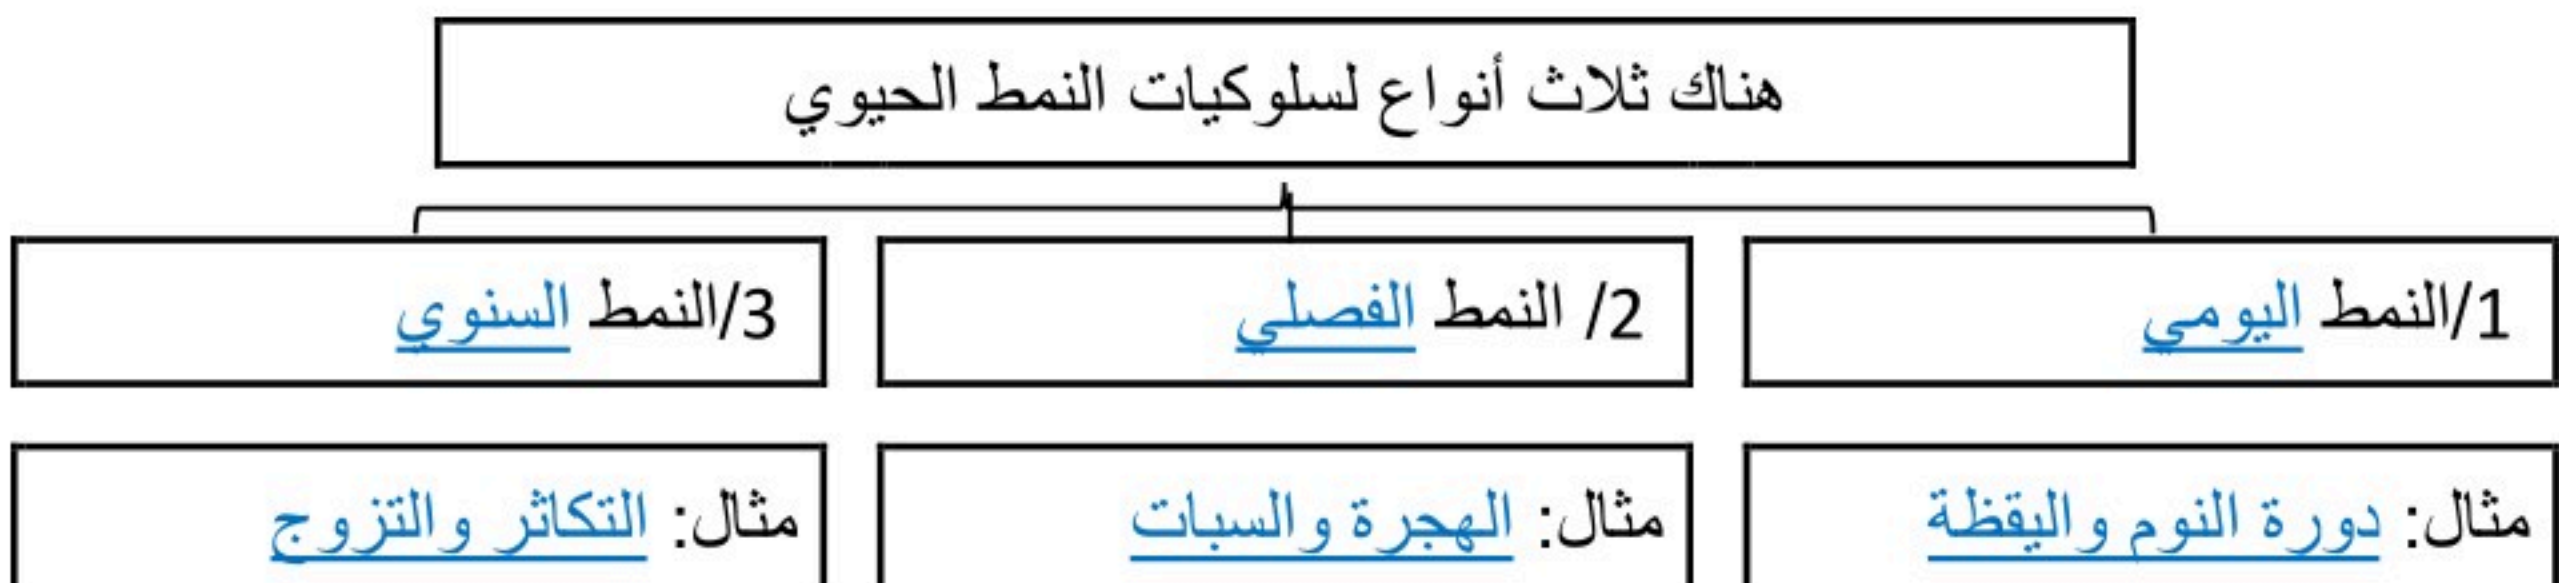 هناك ثلاث أنواع لسلوكيات النمط الحيوي
1/النمط اليومي
2/ النمط الفصلي
3/النمط السنوي
مثال: دورة النوم واليقظة
مثال: الهجرة والسبات
مثال: التكاثر والتزوج